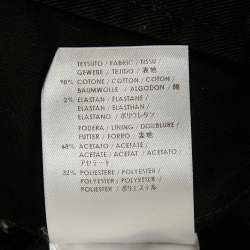 TESSUTO / FABRIC / TISSU /
GEWEBE / TEJIDO / 表地
98% COTONE / COTTON / COTON /
BAUMWOLLE / ALGODON / 綿
2% ELASTAN / ELASTANE /
ELASTHANNE / ELASTHAN /
ELASTANO / ポリウレタン
FODERA / LINING / DOUBLURE /
FUTTER / FORRO / 裏地
68% ACETATO / ACETATE /
ACETATE / ACETAT / ACETATO /
アセテート
32% POLIESTERE / POLYESTER /
POLYESTER / POLYESTER /
POLIESTER / ポリエステル